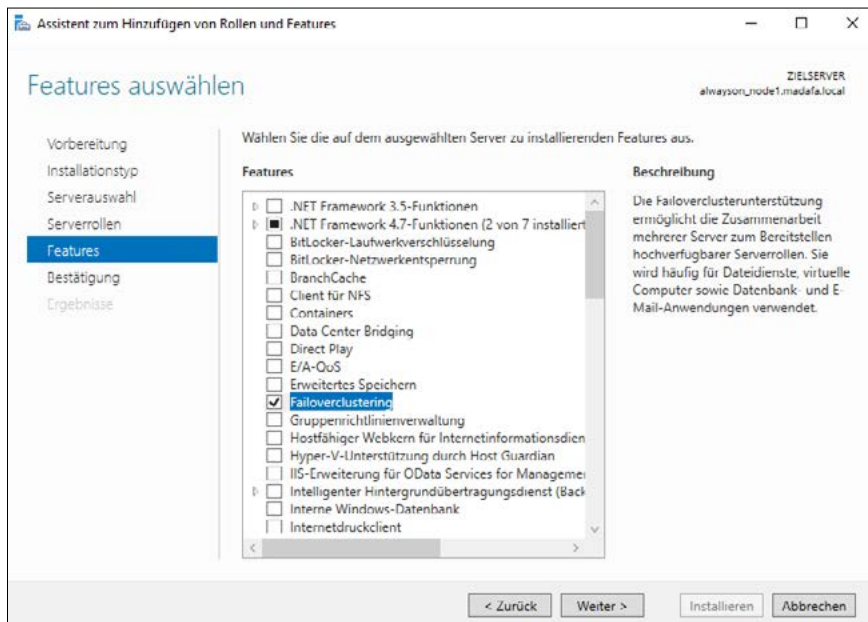 Assistent zum Hinzufügen von Rollen und Features
Features auswählen
ZIELSERVER
alwayson_node1.madafa.local
Vorbereitung
Installationstyp
Serverauswahl
Serverrollen
Features
Bestätigung
Ergebnisse
Wählen Sie die auf dem ausgewählten Server zu installierenden Features aus.
Features
.NET Framework 3.5-Funktionen
.NET Framework 4.7-Funktionen (2 von 7 installiert
BitLocker-Laufwerkverschlüsselung
BitLocker-Netzwerkentsperrung
BranchCache
Client für NFS
Containers
Data Center Bridging
Direct Play
E/A-QoS
Erweitertes Speichern
Failoverclustering
Gruppenrichtlinienverwaltung
Hostfähiger Webkern für Internetinformationsdien
Hyper-V-Unterstützung durch Host Guardian
IIS-Erweiterung für OData Services for Manageme
Intelligenter Hintergrundübertragungsdienst (Back
Interne Windows-Datenbank
Internetdruckclient
Beschreibung
Die Failoverclusterunterstützung
ermöglicht die Zusammenarbeit
mehrerer Server zum Bereitstellen
hochverfügbarer Serverrollen. Sie
wird häufig für Dateidienste, virtuelle
Computer sowie Datenbank- und E-
Mail-Anwendungen verwendet.
< Zurück
Weiter >
Installieren
Abbrechen